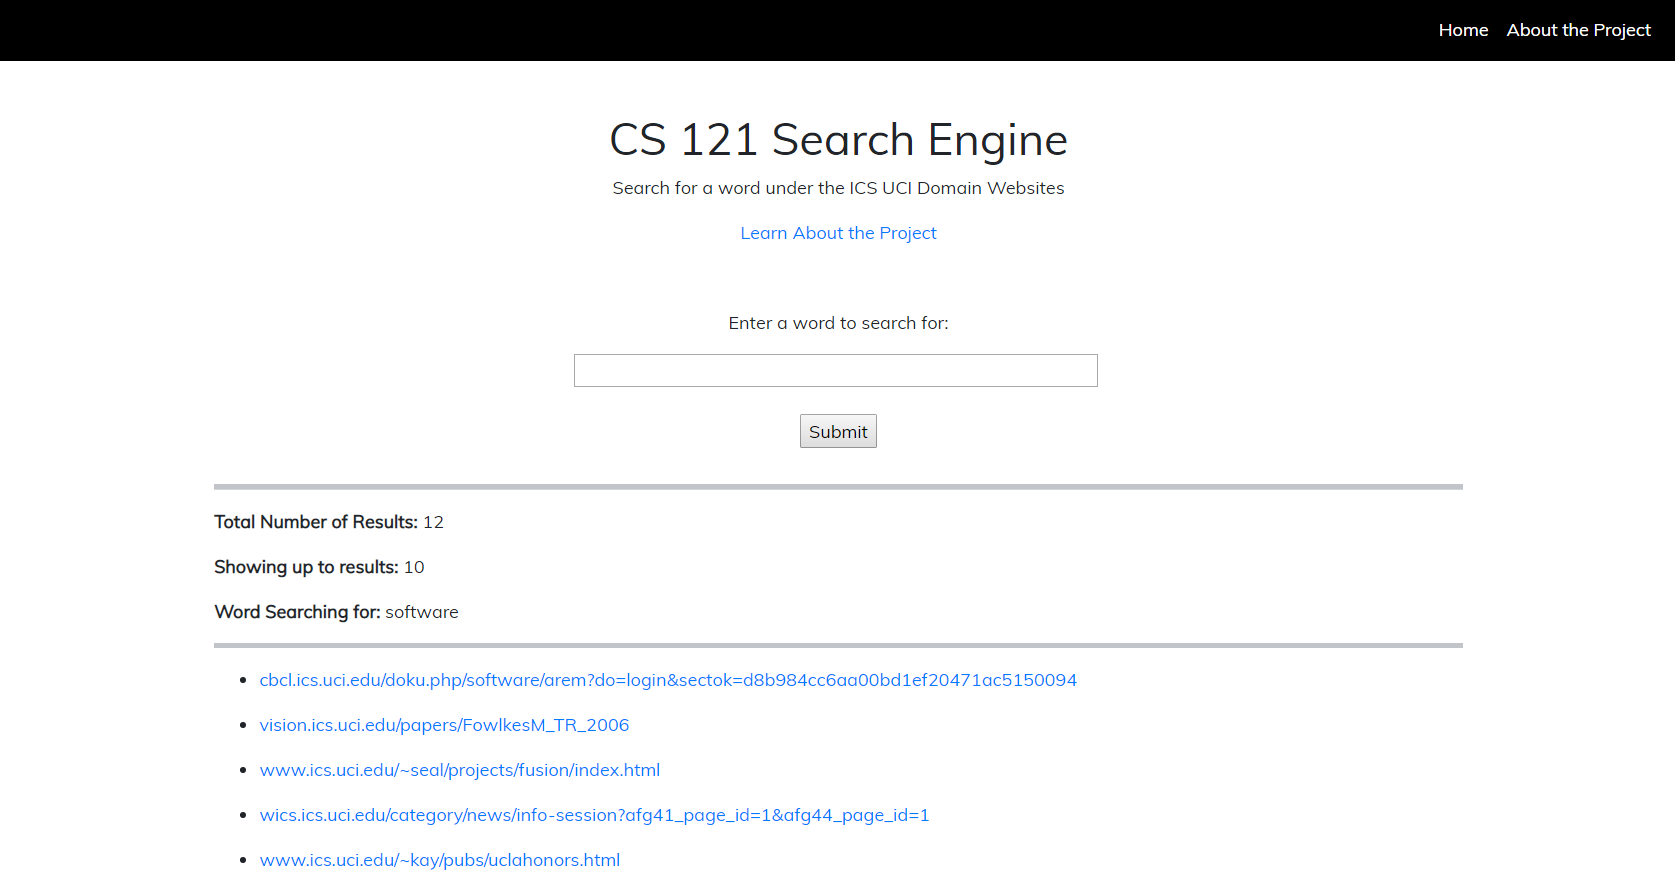 Home About the Project
CS 121 Search Engine
Search for a word under the ICS UCI Domain Websites
Learn About the Project
Enter a word to search for:
Submit
Total Number of Results: 12
Showing up to results: 10
Word Searching for: software
cbcl.ics.uci.edu/doku.php/software/arem?do=login&sectok=d8b984cc6aa00bd1ef20471ac5150094
vision.ics.uci.edu/papers/FowlkesM_TR_2006
www.ics.uci.edu/~seal/projects/fusion/index.html
wics.ics.uci.edu/category/news/info-session?afg41_page_id=1&afg44_page_id=1
www.ics.uci.edu/~kay/pubs/uclahonors.html